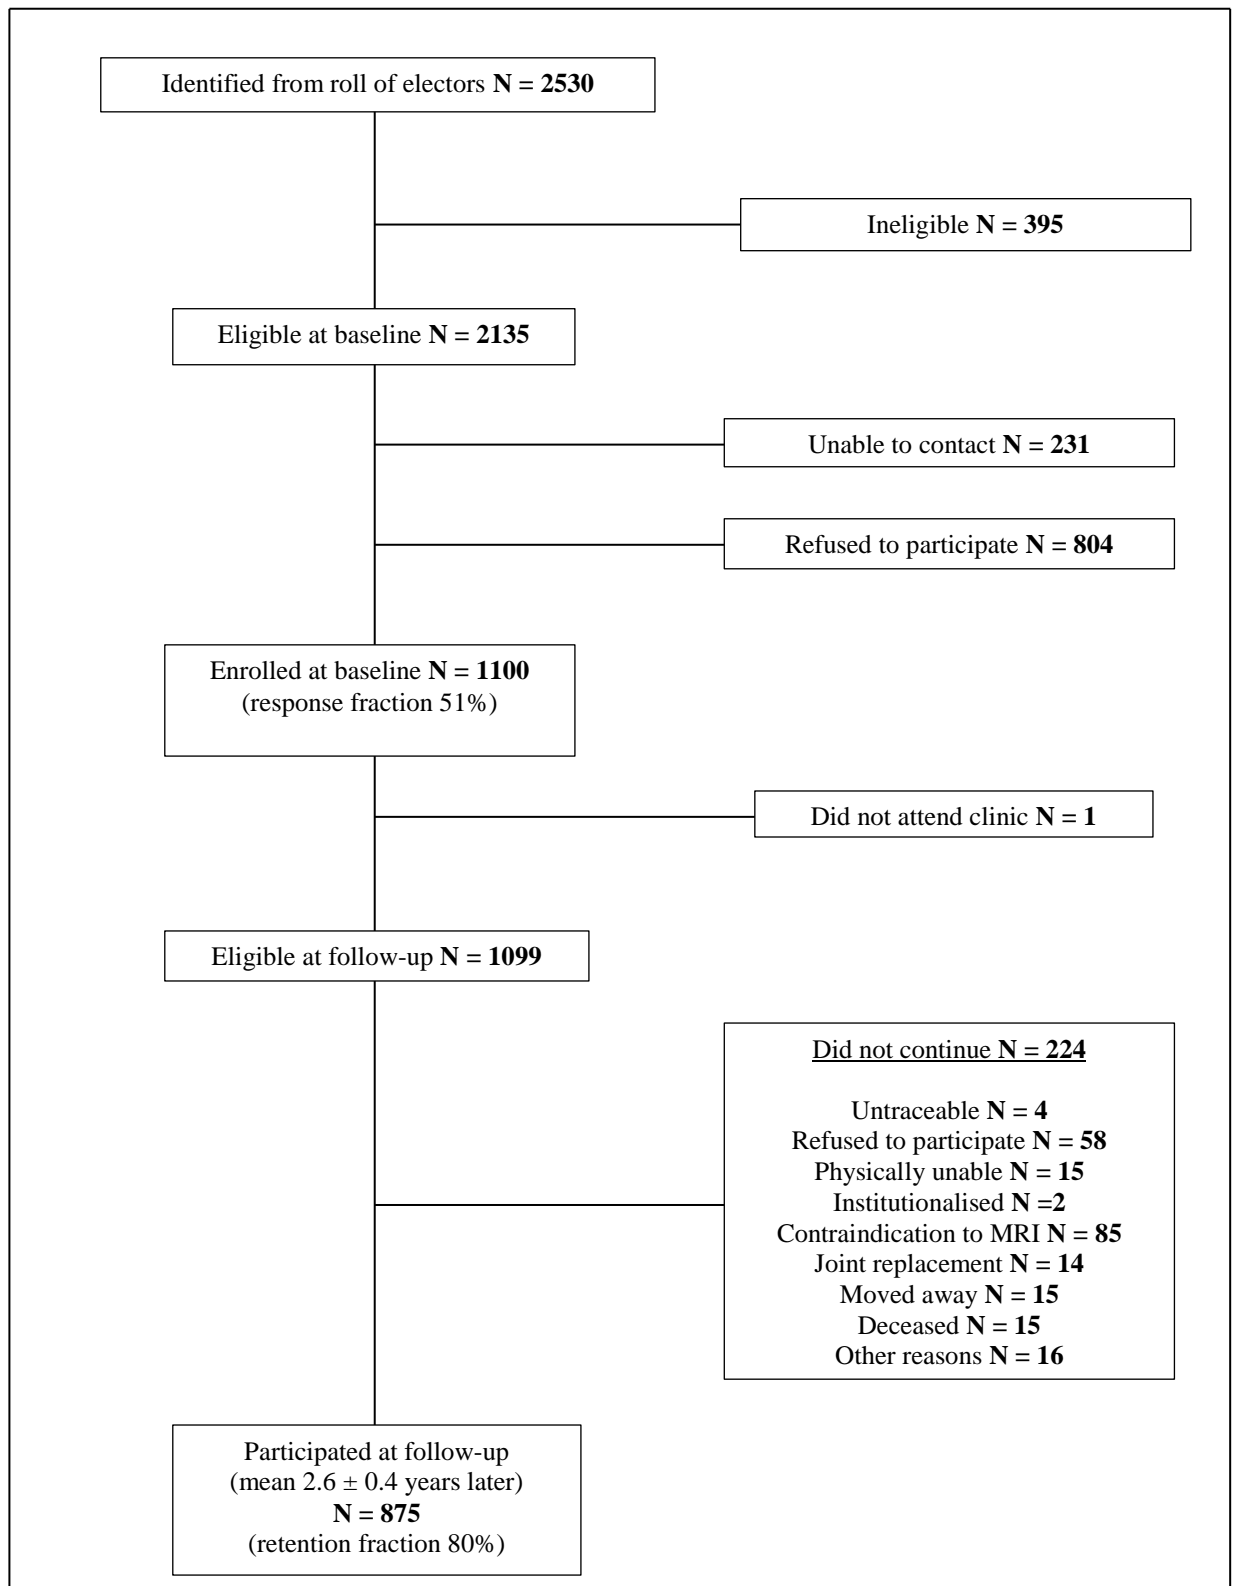 Identified from roll of electors N = 2530
Ineligible N = 395
Eligible at baseline N = 2135
Unable to contact N = 231
Refused to participate N = 804
Enrolled at baseline N = 1100
(response fraction 51%)
Did not attend clinic N = 1
Eligible at follow-up N = 1099
Did not continue N = 224
Untraceable N = 4
Refused to participate N = 58
Physically unable N = 15
Institutionalised N =2
Contraindication to MRI N = 85
Joint replacement N = 14
Moved away N = 15
Deceased N = 15
Other reasons N = 16
Participated at follow-up
(mean 2.6 ± 0.4 years later)
N = 875
(retention fraction 80%)